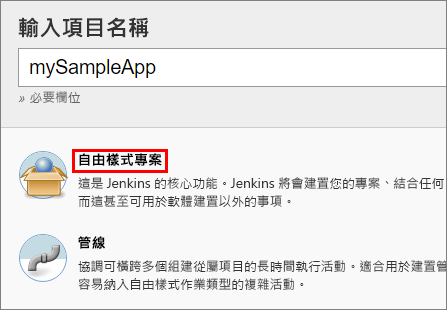 輸入項目名稱
mySampleApp
» 必要欄位
自由樣式專案
這是 Jenkins 的核心功能。Jenkins 將會建置您的專案、結合任何
而這甚至可用於軟體建置以外的事項。
管線
協調可橫跨多個組建從屬項目的長時間執行活動。適合用於建置管
容易納入自由樣式作業類型的複雜活動。